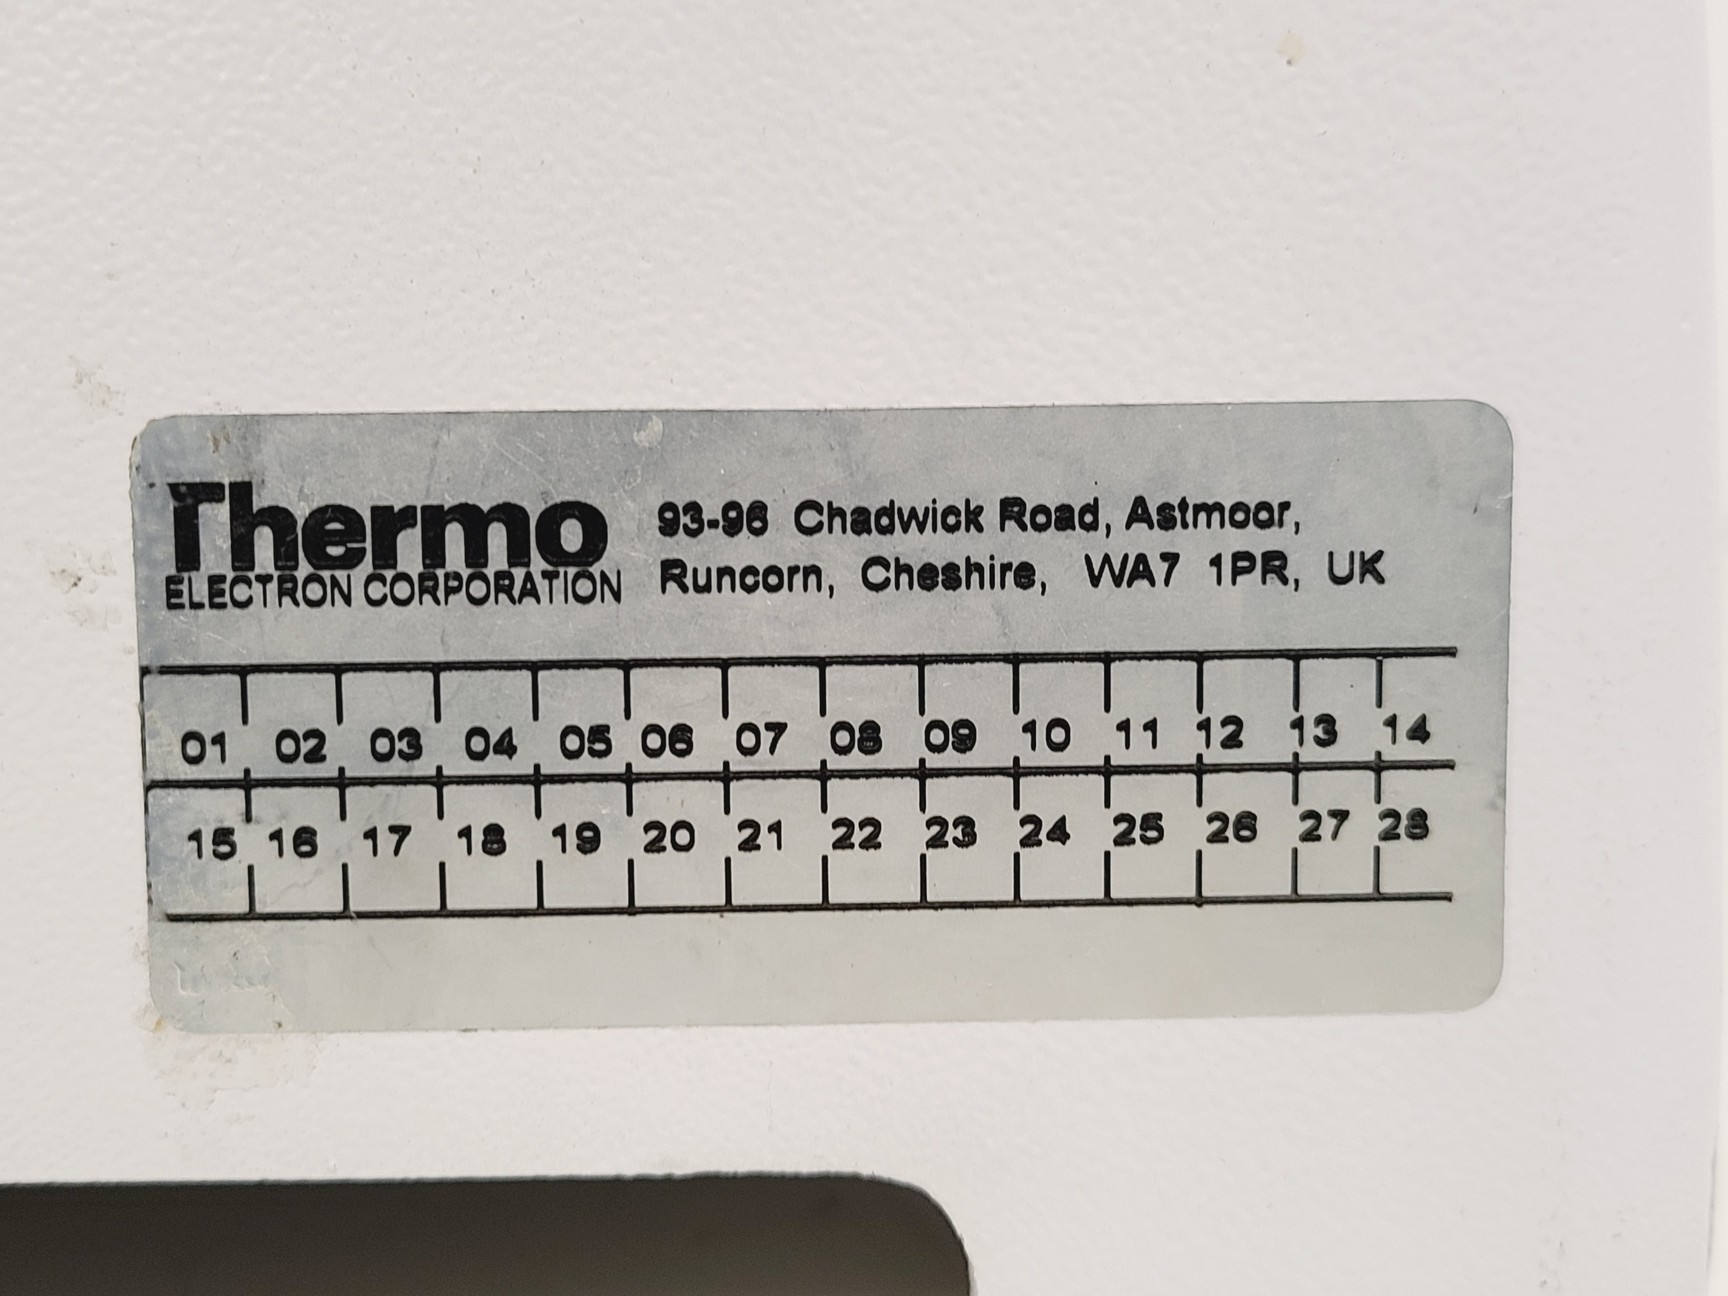 Thermo
ELECTRON CORPORATION
93-96 Chadwick Road, Astmoor,
Runcorn, Cheshire, WA7 1PR, UK
01 02 03 04 05 06 07 08 09 10 11 12 13 14
15 16 17 18 19 20 21 22 23 24 25 26 27 28